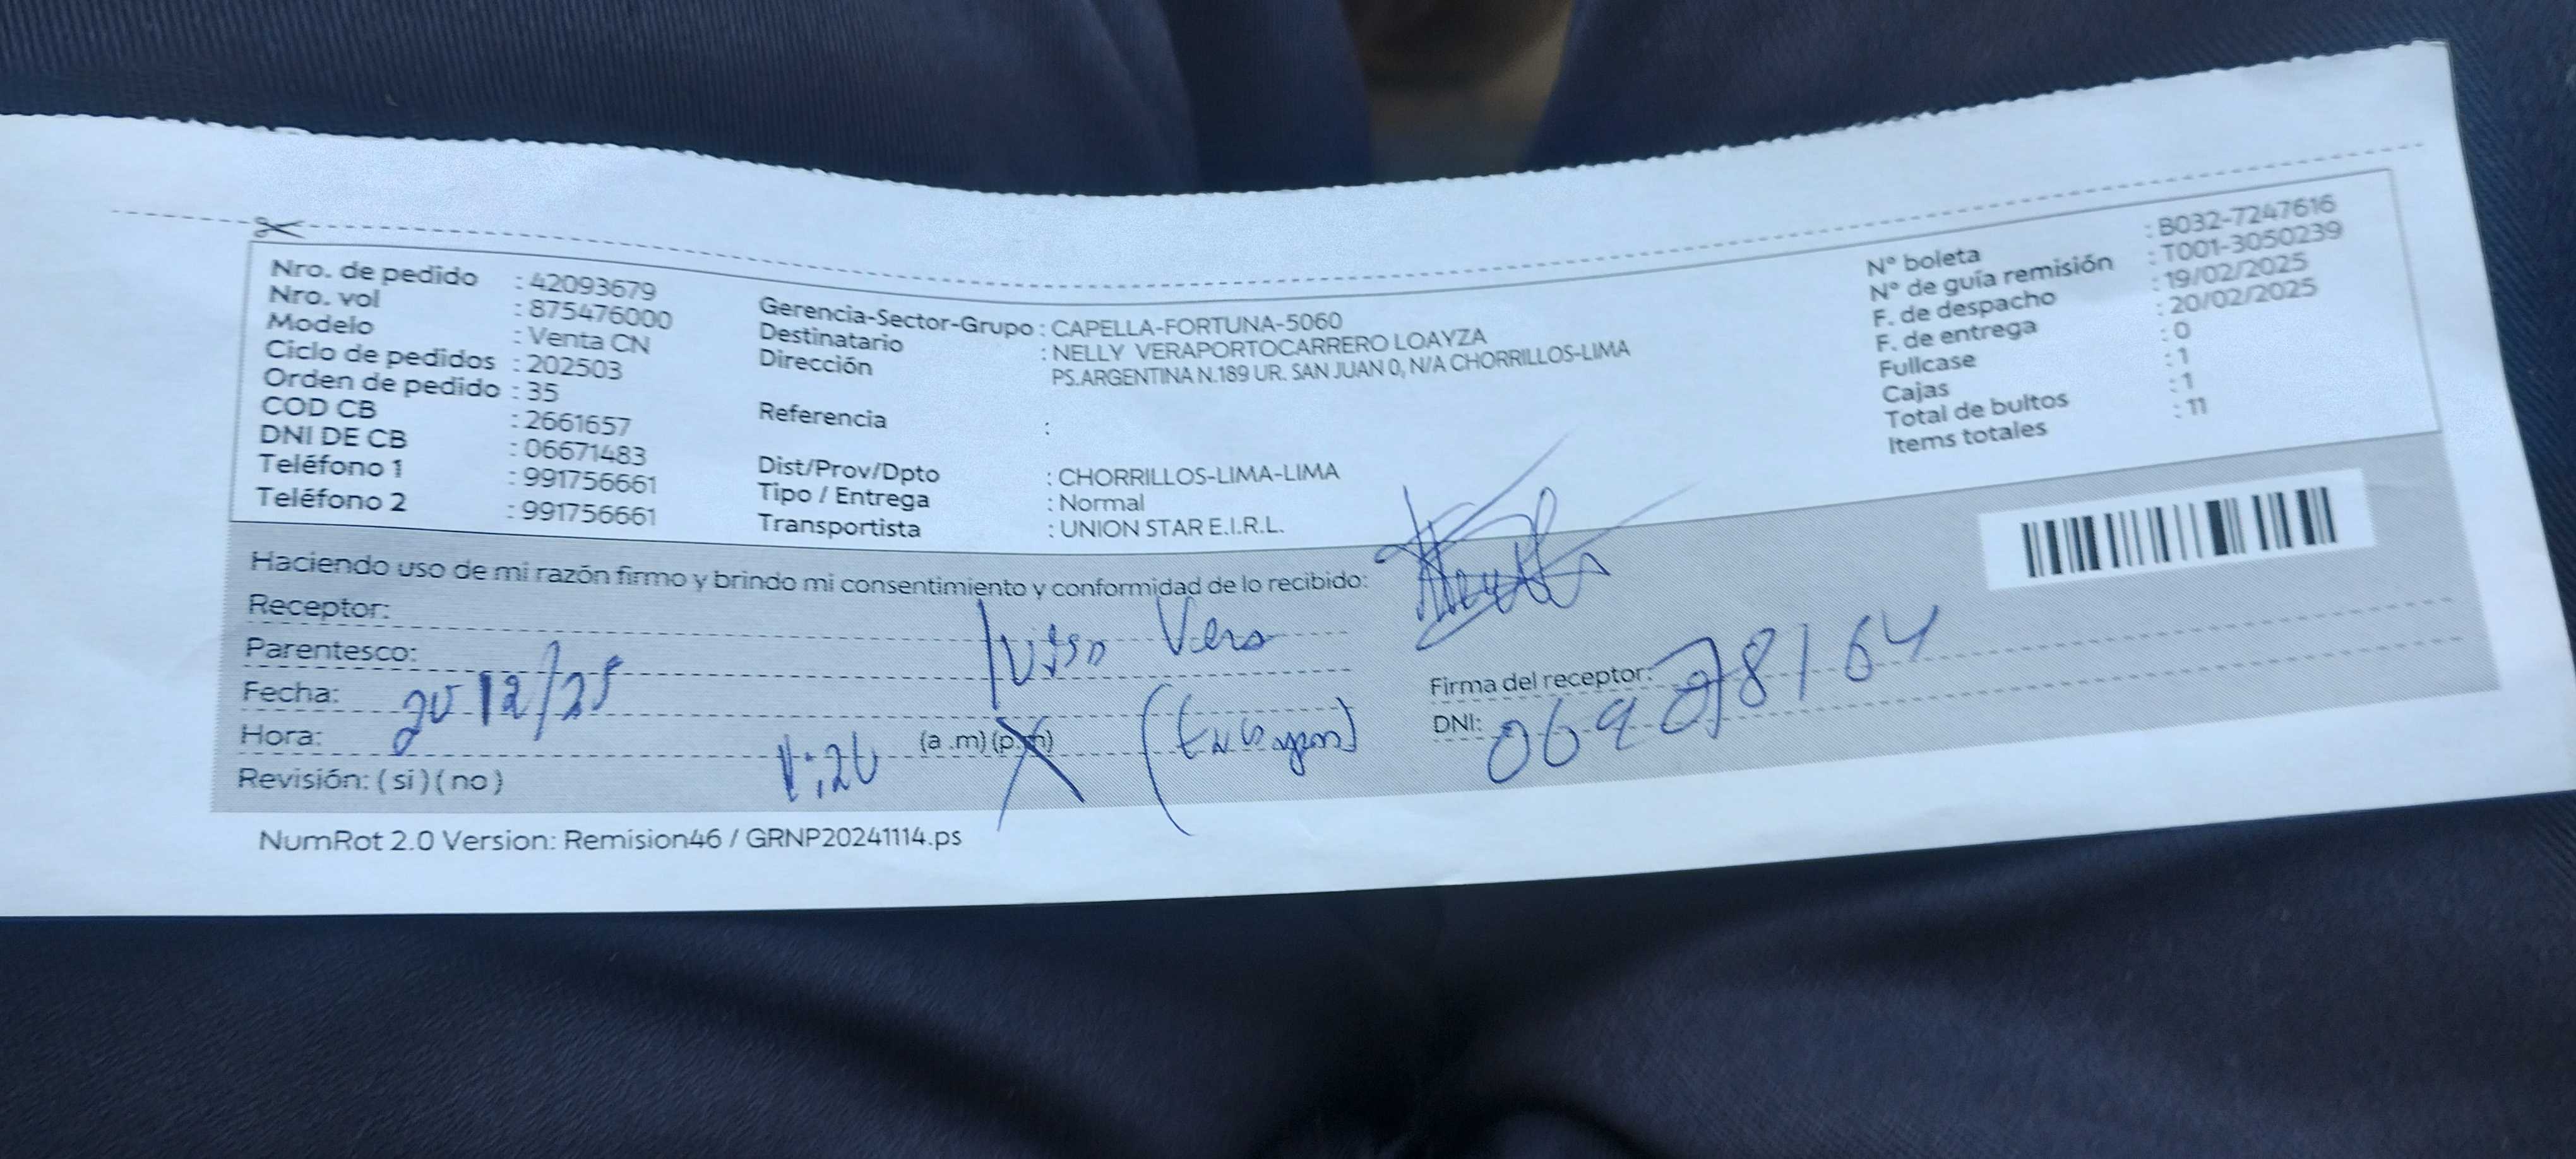 Nro. de pedido : 42093679
Nro. vol : 875476000
Modelo : Venta CN
Ciclo de pedidos : 202503
Orden de pedido : 35
COD CB : 2661657
DNI DE CB : 06671483
Teléfono 1 : 991756661
Teléfono 2 : 991756661
Gerencia-Sector-Grupo : CAPELLA-FORTUNA-5060
Destinatario : NELLY VERAPORTOCARRERO LOAYZA
Dirección PS.ARGENTINA N.189 UR. SAN JUAN 0, N/A CHORRILLOS-LIMA
Referencia :
Dist/Prov/Dpto : CHORRILLOS-LIMA-LIMA
Tipo / Entrega : Normal
Transportista : UNION STAR E.I.R.L.
N° boleta : B032-7247616
N° de guía remisión : T001-3050239
F. de despacho : 19/02/2025
F. de entrega : 20/02/2025
Fullcase : 0
Cajas : 1
Total de bultos : 1
Items totales : 11
Haciendo uso de mi razón firmo y brindo mi consentimiento y conformidad de lo recibido:
Receptor: Vera
Parentesco:
Fecha:
Hora: (a .m) (p.m)
Revisión: ( si ) ( no )
Firma del receptor:
DNI:
NumRot 2.0 Version: Remision46 / GRNP20241114.ps